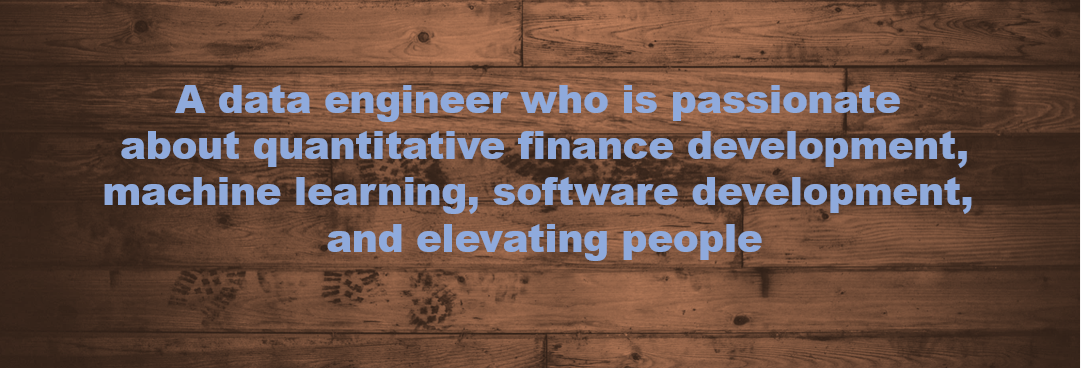 A data engineer who is passionate
about quantitative finance development,
machine learning, software development,
and elevating people